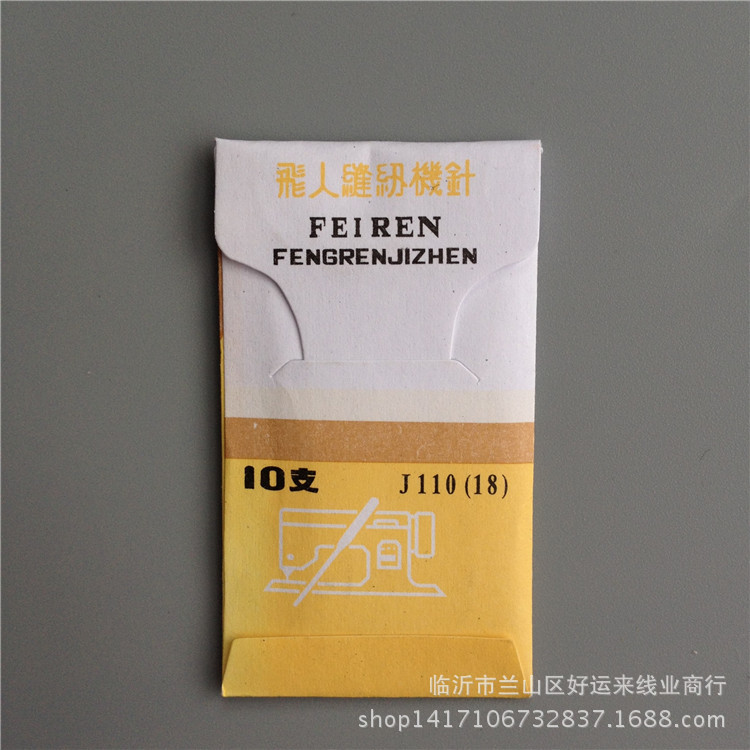 飛人縫紉機針
FEIREN
FENGRENJIZHEN
10支
J110(18)
临沂市兰山区好运来线业商行
shop1417106732837.1688.com